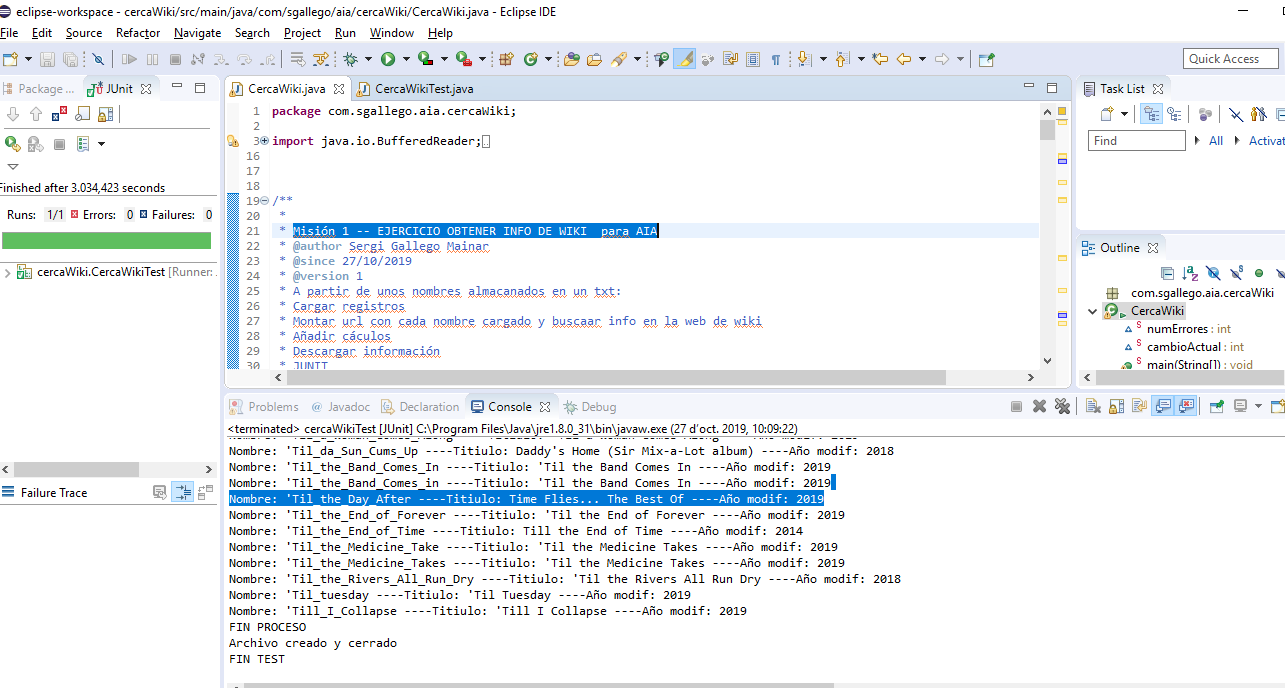 eclipse-workspace - cercaWiki/src/main/java/com/sgallego/aia/cercaWiki/CercaWiki.java - Eclipse IDE
File Edit Source Refactor Navigate Search Project Run Window Help
Quick Access
Package ... JUnit
Finished after 3.034,423 seconds
Runs: 1/1 Errors: 0 Failures: 0
cercaWiki.CercaWikiTest [Runner:
Failure Trace
CercaWiki.java CercaWikiTest.java
1 package com.sgallego.aia.cercaWiki;
2
3 import java.io.BufferedReader;
16
17
18
19 /**
20 *
21 * Misión 1 -- EJERCICIO OBTENER INFO DE WIKI  para AIA
22 * @author Sergi Gallego Mainar
23 * @since 27/10/2019
24 * @version 1
25 * A partir de unos nombres almacanados en un txt:
26 * Cargar registros
27 * Montar url con cada nombre cargado y buscaar info en la web de wiki
28 * Añadir cáculos
29 * Descargar información
30 * JUNIT
Task List
Find All Activat
Outline
com.sgallego.aia.cercaWiki
CercaWiki
numErrores : int
cambioActual : int
main(String[]) : void
Problems @ Javadoc Declaration Console Debug
<terminated> cercaWikiTest [JUnit] C:\Program Files\Java\jre1.8.0_31\bin\javaw.exe (27 d'oct. 2019, 10:09:22)
Nombre: 'Til_da_Sun_Cums_Up ----Titiulo: Daddy's Home (Sir Mix-a-Lot album) ----Año modif: 2018
Nombre: 'Til_the_Band_Comes_In ----Titiulo: 'Til the Band Comes In ----Año modif: 2019
Nombre: 'Til_the_Band_Comes_in ----Titiulo: 'Til the Band Comes In ----Año modif: 2019
Nombre: 'Til_the_Day_After ----Titiulo: Time Flies... The Best Of ----Año modif: 2019
Nombre: 'Til_the_End_of_Forever ----Titiulo: 'Til the End of Forever ----Año modif: 2019
Nombre: 'Til_the_End_of_Time ----Titiulo: Till the End of Time ----Año modif: 2014
Nombre: 'Til_the_Medicine_Take ----Titiulo: 'Til the Medicine Takes ----Año modif: 2019
Nombre: 'Til_the_Medicine_Takes ----Titiulo: 'Til the Medicine Takes ----Año modif: 2019
Nombre: 'Til_the_Rivers_All_Run_Dry ----Titiulo: 'Til the Rivers All Run Dry ----Año modif: 2018
Nombre: 'Til_tuesday ----Titiulo: 'Til Tuesday ----Año modif: 2019
Nombre: 'Till_I_Collapse ----Titiulo: 'Till I Collapse ----Año modif: 2019
FIN PROCESO
Archivo creado y cerrado
FIN TEST